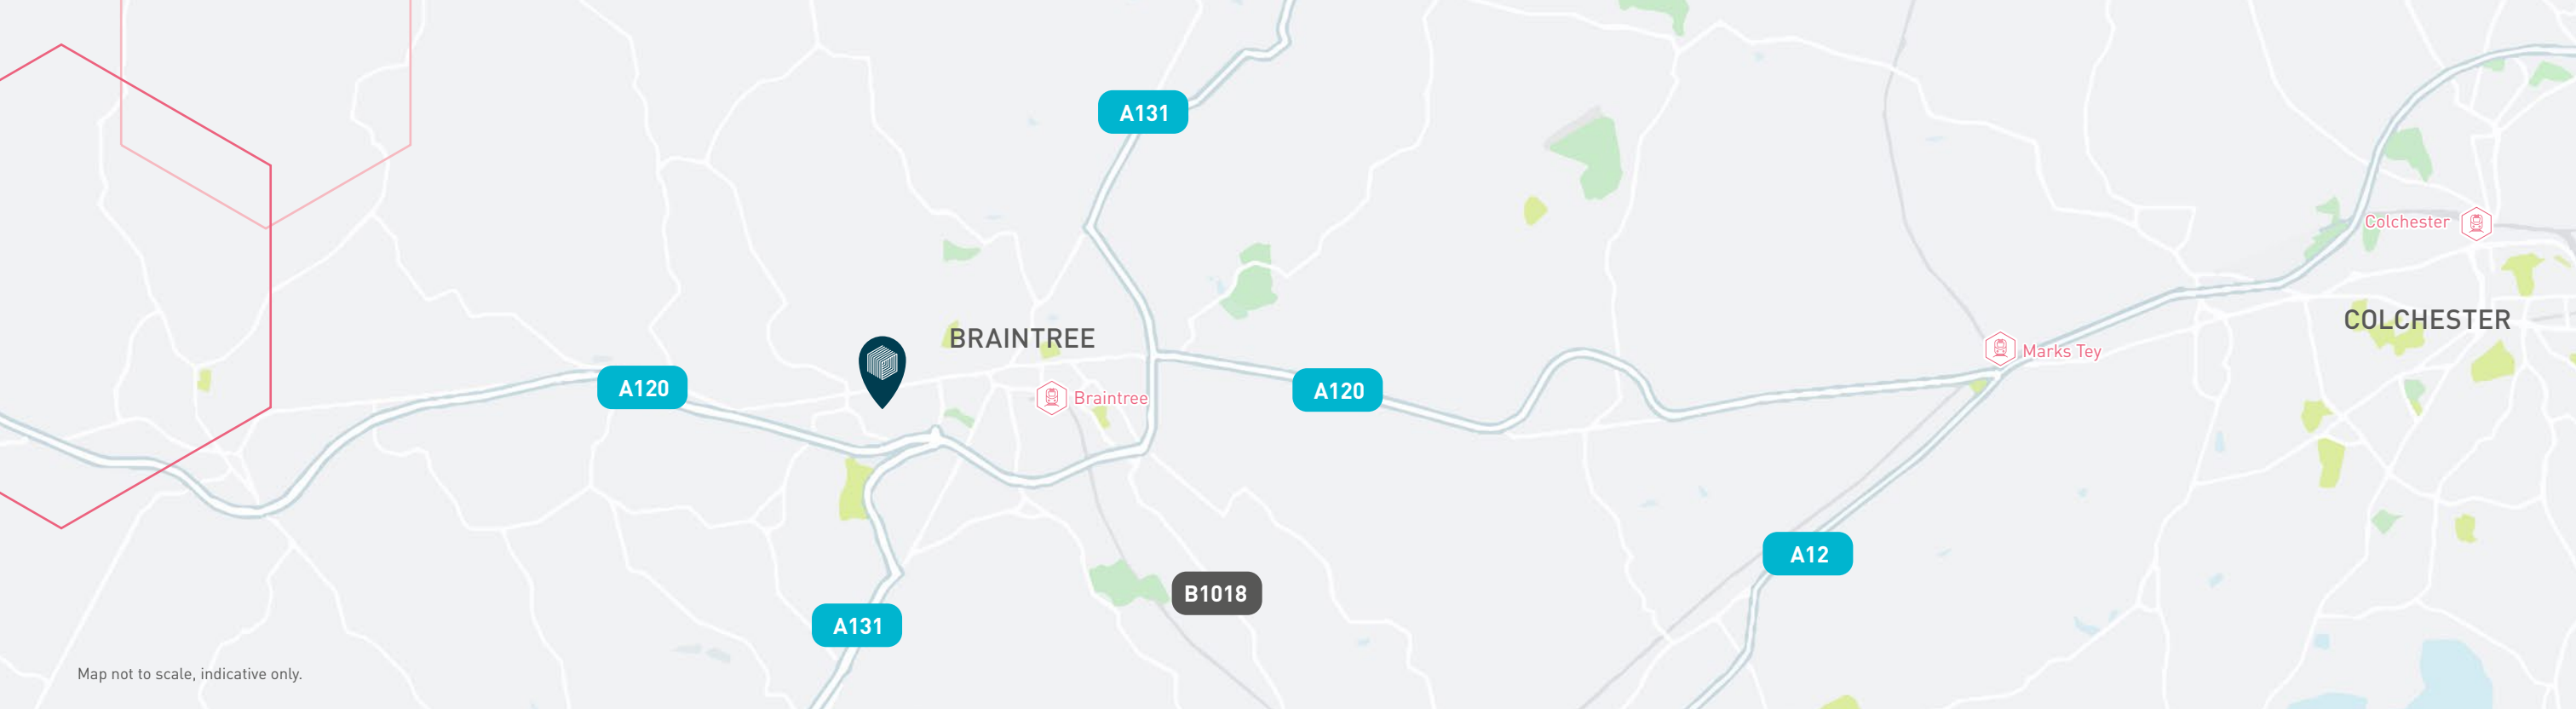 A131
Colchester
COLCHESTER
BRAINTREE
Marks Tey
A120
Braintree
A120
A12
B1018
A131
Map not to scale, indicative only.